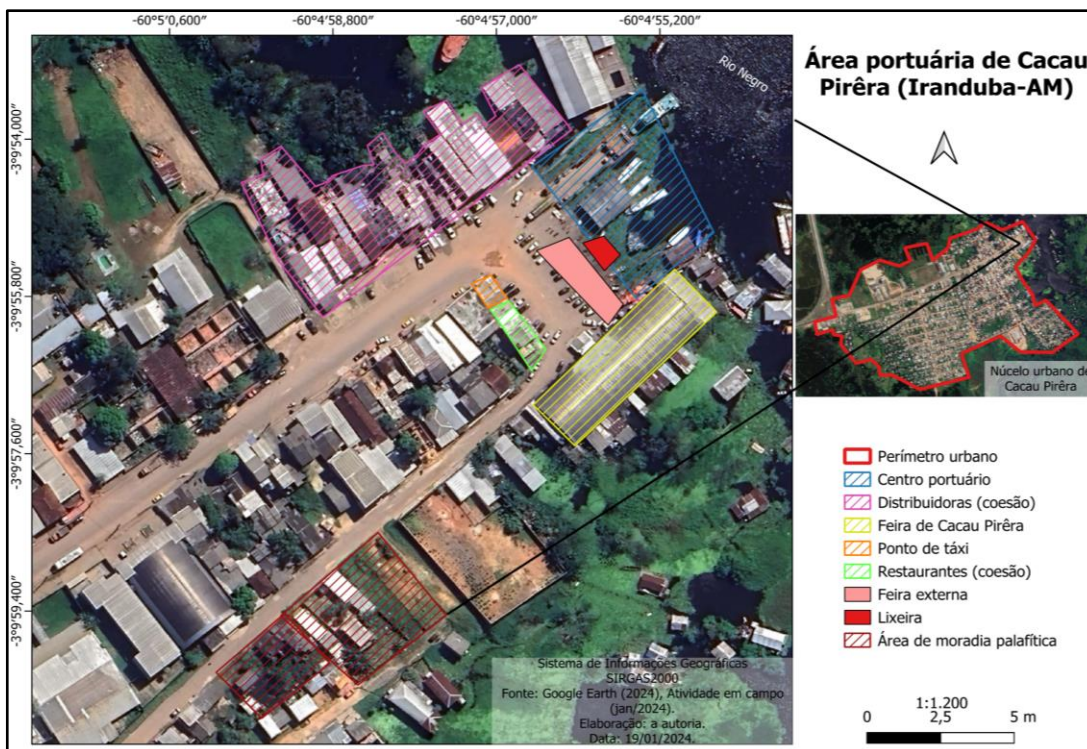 -60°5'0,600"
-60°4'58,800"
-60°4'57,000"
-60°4'55,200"
-3°9'54,000"
-3°9'55,800"
-3°9'57,600"
-3°9'59,400"
Rio Negro
Área portuária de Cacau
Pirêra (Iranduba-AM)
Núcelo urbano de
Cacau Pirêra
Perímetro urbano
Centro portuário
Distribuidoras (coesão)
Feira de Cacau Pirêra
Ponto de táxi
Restaurantes (coesão)
Feira externa
Lixeira
Área de moradia palafítica
Sistema de Informações Geográficas
SIRGAS2000.
Fonte: Google Earth (2024), Atividade em campo
(jan/2024).
Elaboração: a autoria.
Data: 19/01/2024.
1:1.200
0 2,5 5 m